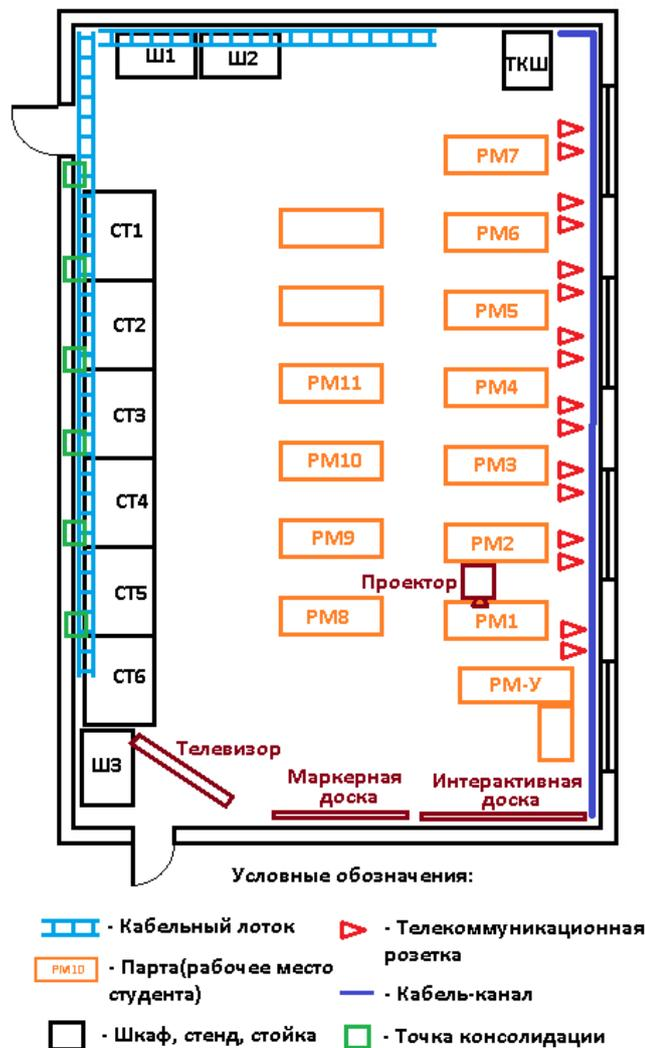 Ш1
Ш2
ТКШ
РМ7
СТ1
РМ6
СТ2
РМ5
СТ3
РМ11
РМ4
СТ4
РМ10
РМ3
СТ5
РМ9
РМ2
Проектор
РМ8
РМ1
СТ6
РМ-У
Ш3
Телевизор
Маркерная
доска
Интерактивная
доска
Условные обозначения:
- Кабельный лоток
- Телекоммуникационная
розетка
РМ10
- Парта(рабочее место
студента)
- Кабель-канал
- Шкаф, стенд, стойка
- Точка консолидации